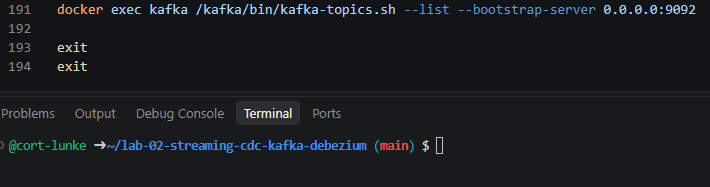 191 docker exec kafka /kafka/bin/kafka-topics.sh --list --bootstrap-server 0.0.0.0:9092
192
193 exit
194 exit
Problems Output Debug Console Terminal Ports
@cort-lunke ➜~/lab-02-streaming-cdc-kafka-debezium (main) $